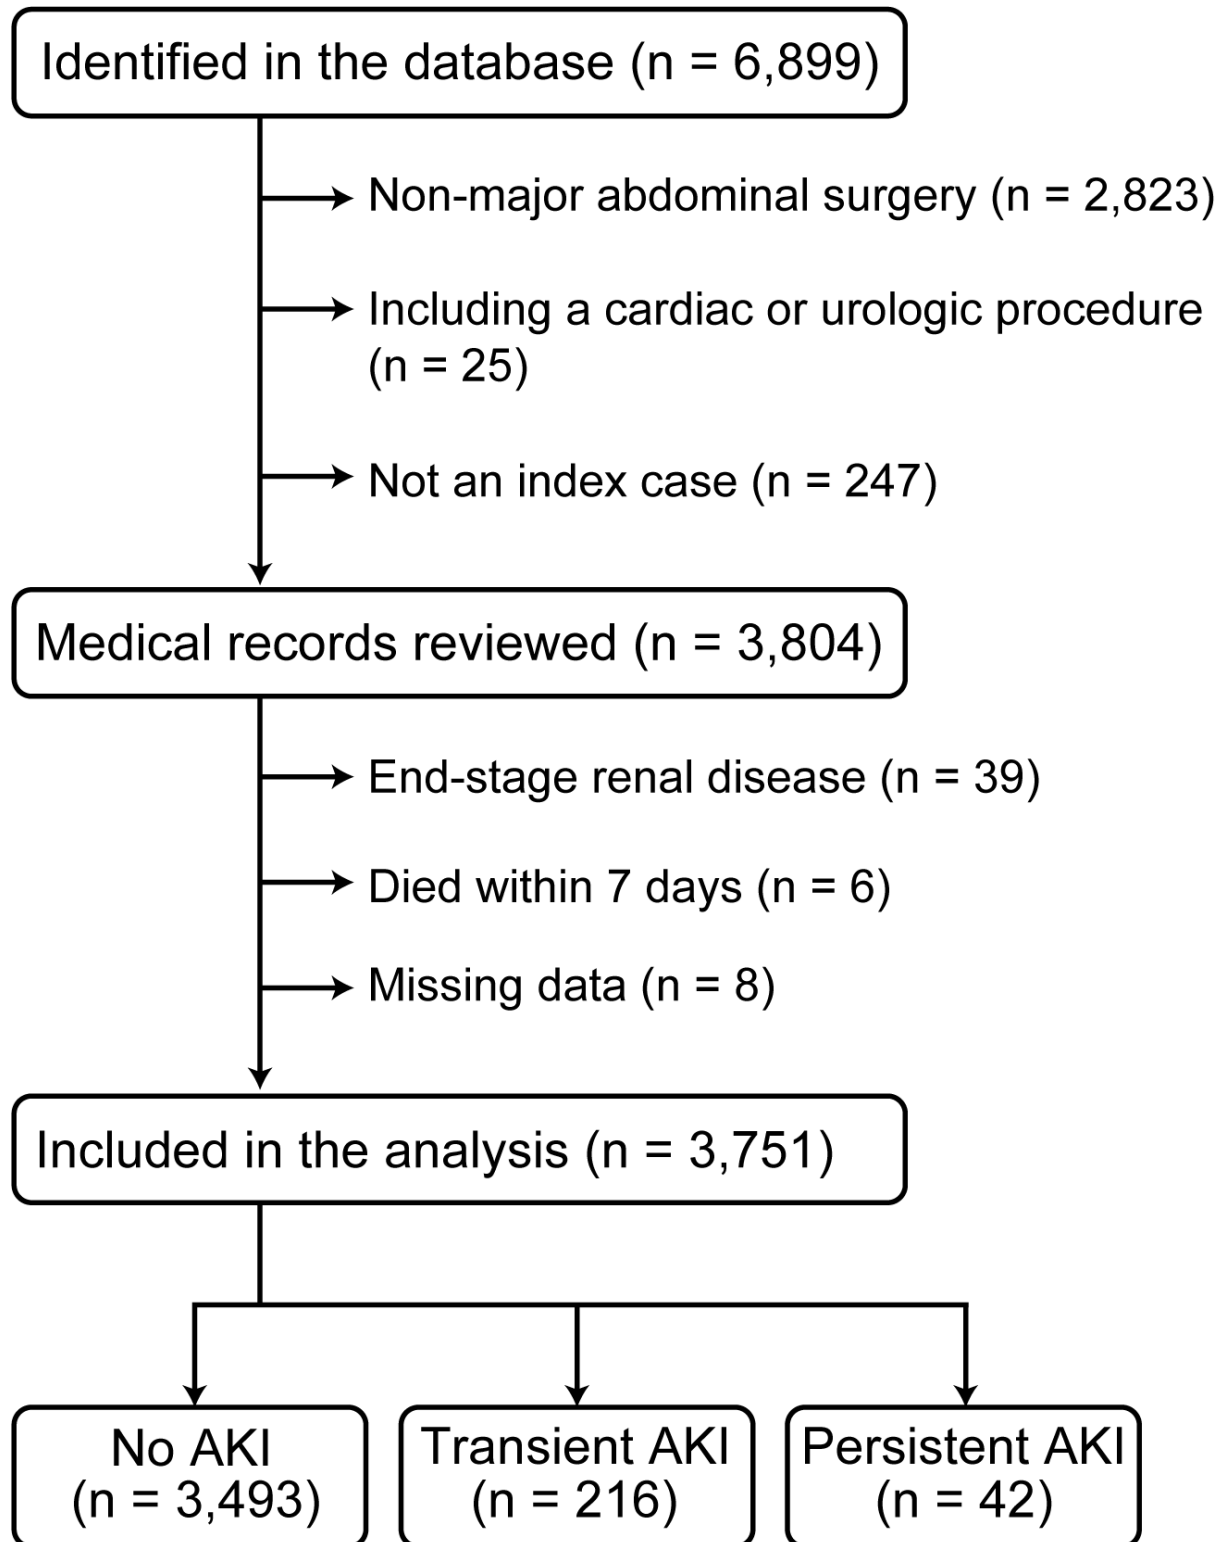 Identified in the database (n = 6,899)
Non-major abdominal surgery (n = 2,823)
Including a cardiac or urologic procedure
(n = 25)
Not an index case (n = 247)
Medical records reviewed (n = 3,804)
End-stage renal disease (n = 39)
Died within 7 days (n = 6)
Missing data (n = 8)
Included in the analysis (n = 3,751)
No AKI
(n = 3,493)
Transient AKI
(n = 216)
Persistent AKI
(n = 42)